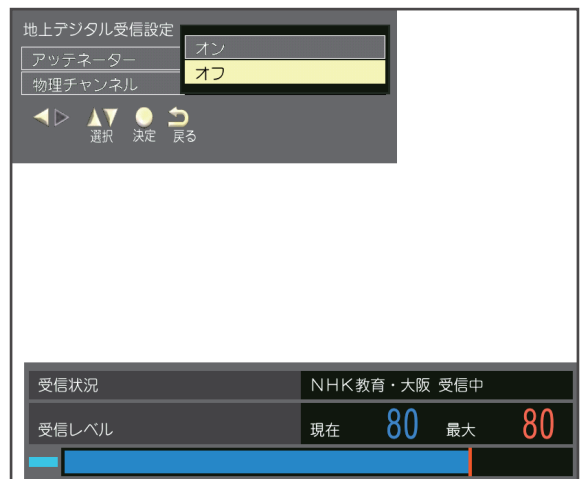 地上デジタル受信設定
アッテネーター
オン
オフ
物理チャンネル
選択 決定 戻る
受信状況 NHK教育・大阪 受信中
受信レベル 現在 80 最大 80